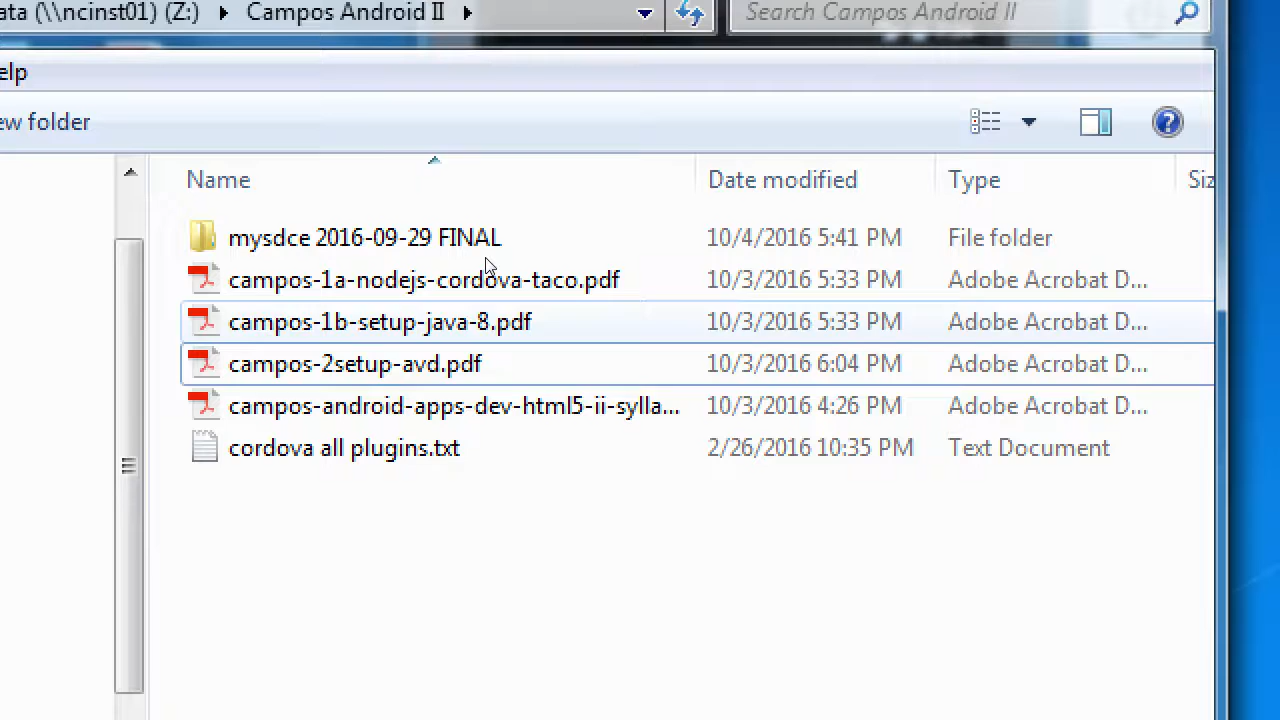 ata (\\ncinst01) (Z:) Campos Android II Search Campos Android II
elp
ew folder
Name Date modified Type Siz
mysdce 2016-09-29 FINAL 10/4/2016 5:41 PM File folder
campos-1a-nodejs-cordova-taco.pdf 10/3/2016 5:33 PM Adobe Acrobat D...
campos-1b-setup-java-8.pdf 10/3/2016 5:33 PM Adobe Acrobat D...
campos-2setup-avd.pdf 10/3/2016 6:04 PM Adobe Acrobat D...
campos-android-apps-dev-html5-ii-sylla... 10/3/2016 4:26 PM Adobe Acrobat D...
cordova all plugins.txt 2/26/2016 10:35 PM Text Document